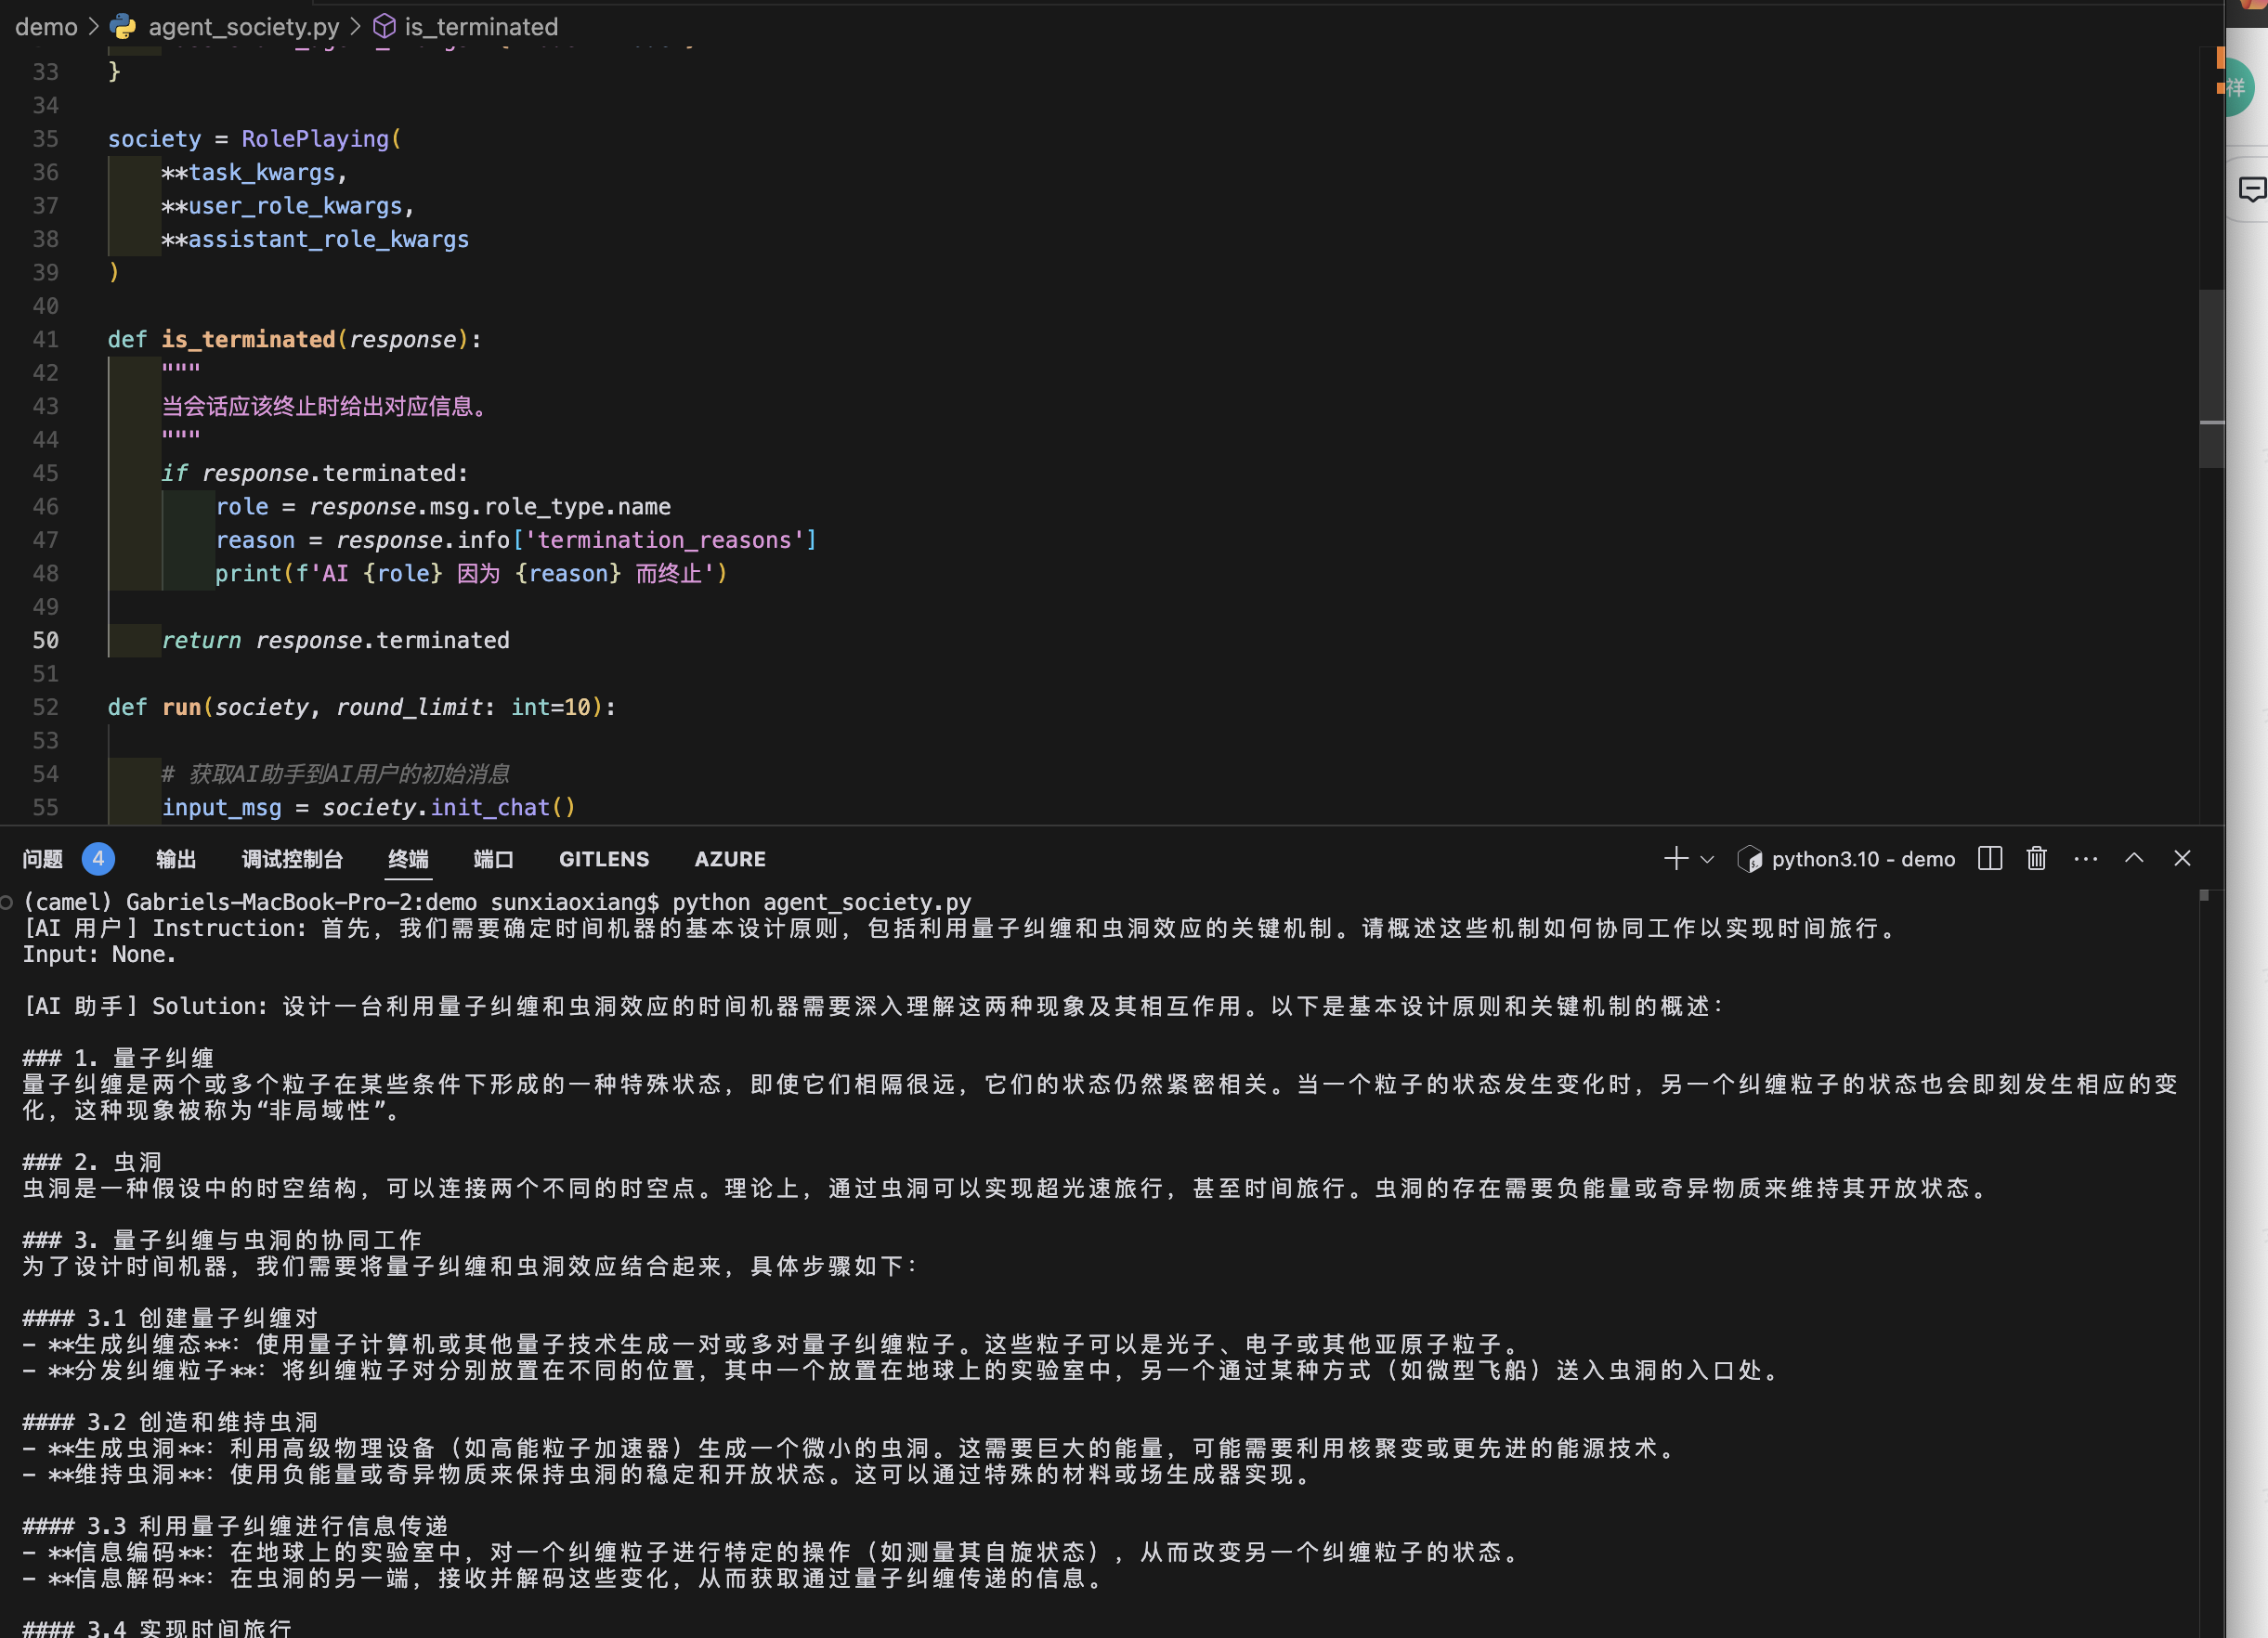 demo > agent_society.py > is_terminated
33 }
34
35 society = RolePlaying(
36 **task_kwargs,
37 **user_role_kwargs,
38 **assistant_role_kwargs
39 )
40
41 def is_terminated(response):
42 """
43 当会话应该终止时给出对应信息。
44 """
45 if response.terminated:
46 role = response.msg.role_type.name
47 reason = response.info['termination_reasons']
48 print(f'AI {role} 因为 {reason} 而终止')
49
50 return response.terminated
51
52 def run(society, round_limit: int=10):
53
54 # 获取AI助手到AI用户的初始消息
55 input_msg = society.init_chat()
祥
问题 4 输出 调试控制台 终端 端口 GITLENS AZURE python3.10 - demo
(camel) Gabriels-MacBook-Pro-2:demo sunxiaoxiang$ python agent_society.py
[AI 用户] Instruction: 首先，我们需要确定时间机器的基本设计原则，包括利用量子纠缠和虫洞效应的关键机制。请概述这些机制如何协同工作以实现时间旅行。
Input: None.
[AI 助手] Solution: 设计一台利用量子纠缠和虫洞效应的时间机器需要深入理解这两种现象及其相互作用。以下是基本设计原则和关键机制的概述：
### 1. 量子纠缠
量子纠缠是两个或多个粒子在某些条件下形成的一种特殊状态，即使它们相隔很远，它们的状态仍然紧密相关。当一个粒子的状态发生变化时，另一个纠缠粒子的状态也会即刻发生相应的变
化，这种现象被称为“非局域性”。
### 2. 虫洞
虫洞是一种假设中的时空结构，可以连接两个不同的时空点。理论上，通过虫洞可以实现超光速旅行，甚至时间旅行。虫洞的存在需要负能量或奇异物质来维持其开放状态。
### 3. 量子纠缠与虫洞的协同工作
为了设计时间机器，我们需要将量子纠缠和虫洞效应结合起来，具体步骤如下：
#### 3.1 创建量子纠缠对
- **生成纠缠态**: 使用量子计算机或其他量子技术生成一对或多对量子纠缠粒子。这些粒子可以是光子、电子或其他亚原子粒子。
- **分发纠缠粒子**: 将纠缠粒子对分别放置在不同的位置，其中一个放置在地球上的实验室中，另一个通过某种方式（如微型飞船）送入虫洞的入口处。
#### 3.2 创造和维持虫洞
- **生成虫洞**: 利用高级物理设备（如高能粒子加速器）生成一个微小的虫洞。这需要巨大的能量，可能需要利用核聚变或更先进的能源技术。
- **维持虫洞**: 使用负能量或奇异物质来保持虫洞的稳定和开放状态。这可以通过特殊的材料或场生成器实现。
#### 3.3 利用量子纠缠进行信息传递
- **信息编码**: 在地球上的实验室中，对一个纠缠粒子进行特定的操作（如测量其自旋状态），从而改变另一个纠缠粒子的状态。
- **信息解码**: 在虫洞的另一端，接收并解码这些变化，从而获取通过量子纠缠传递的信息。
#### 3.4 实现时间旅行